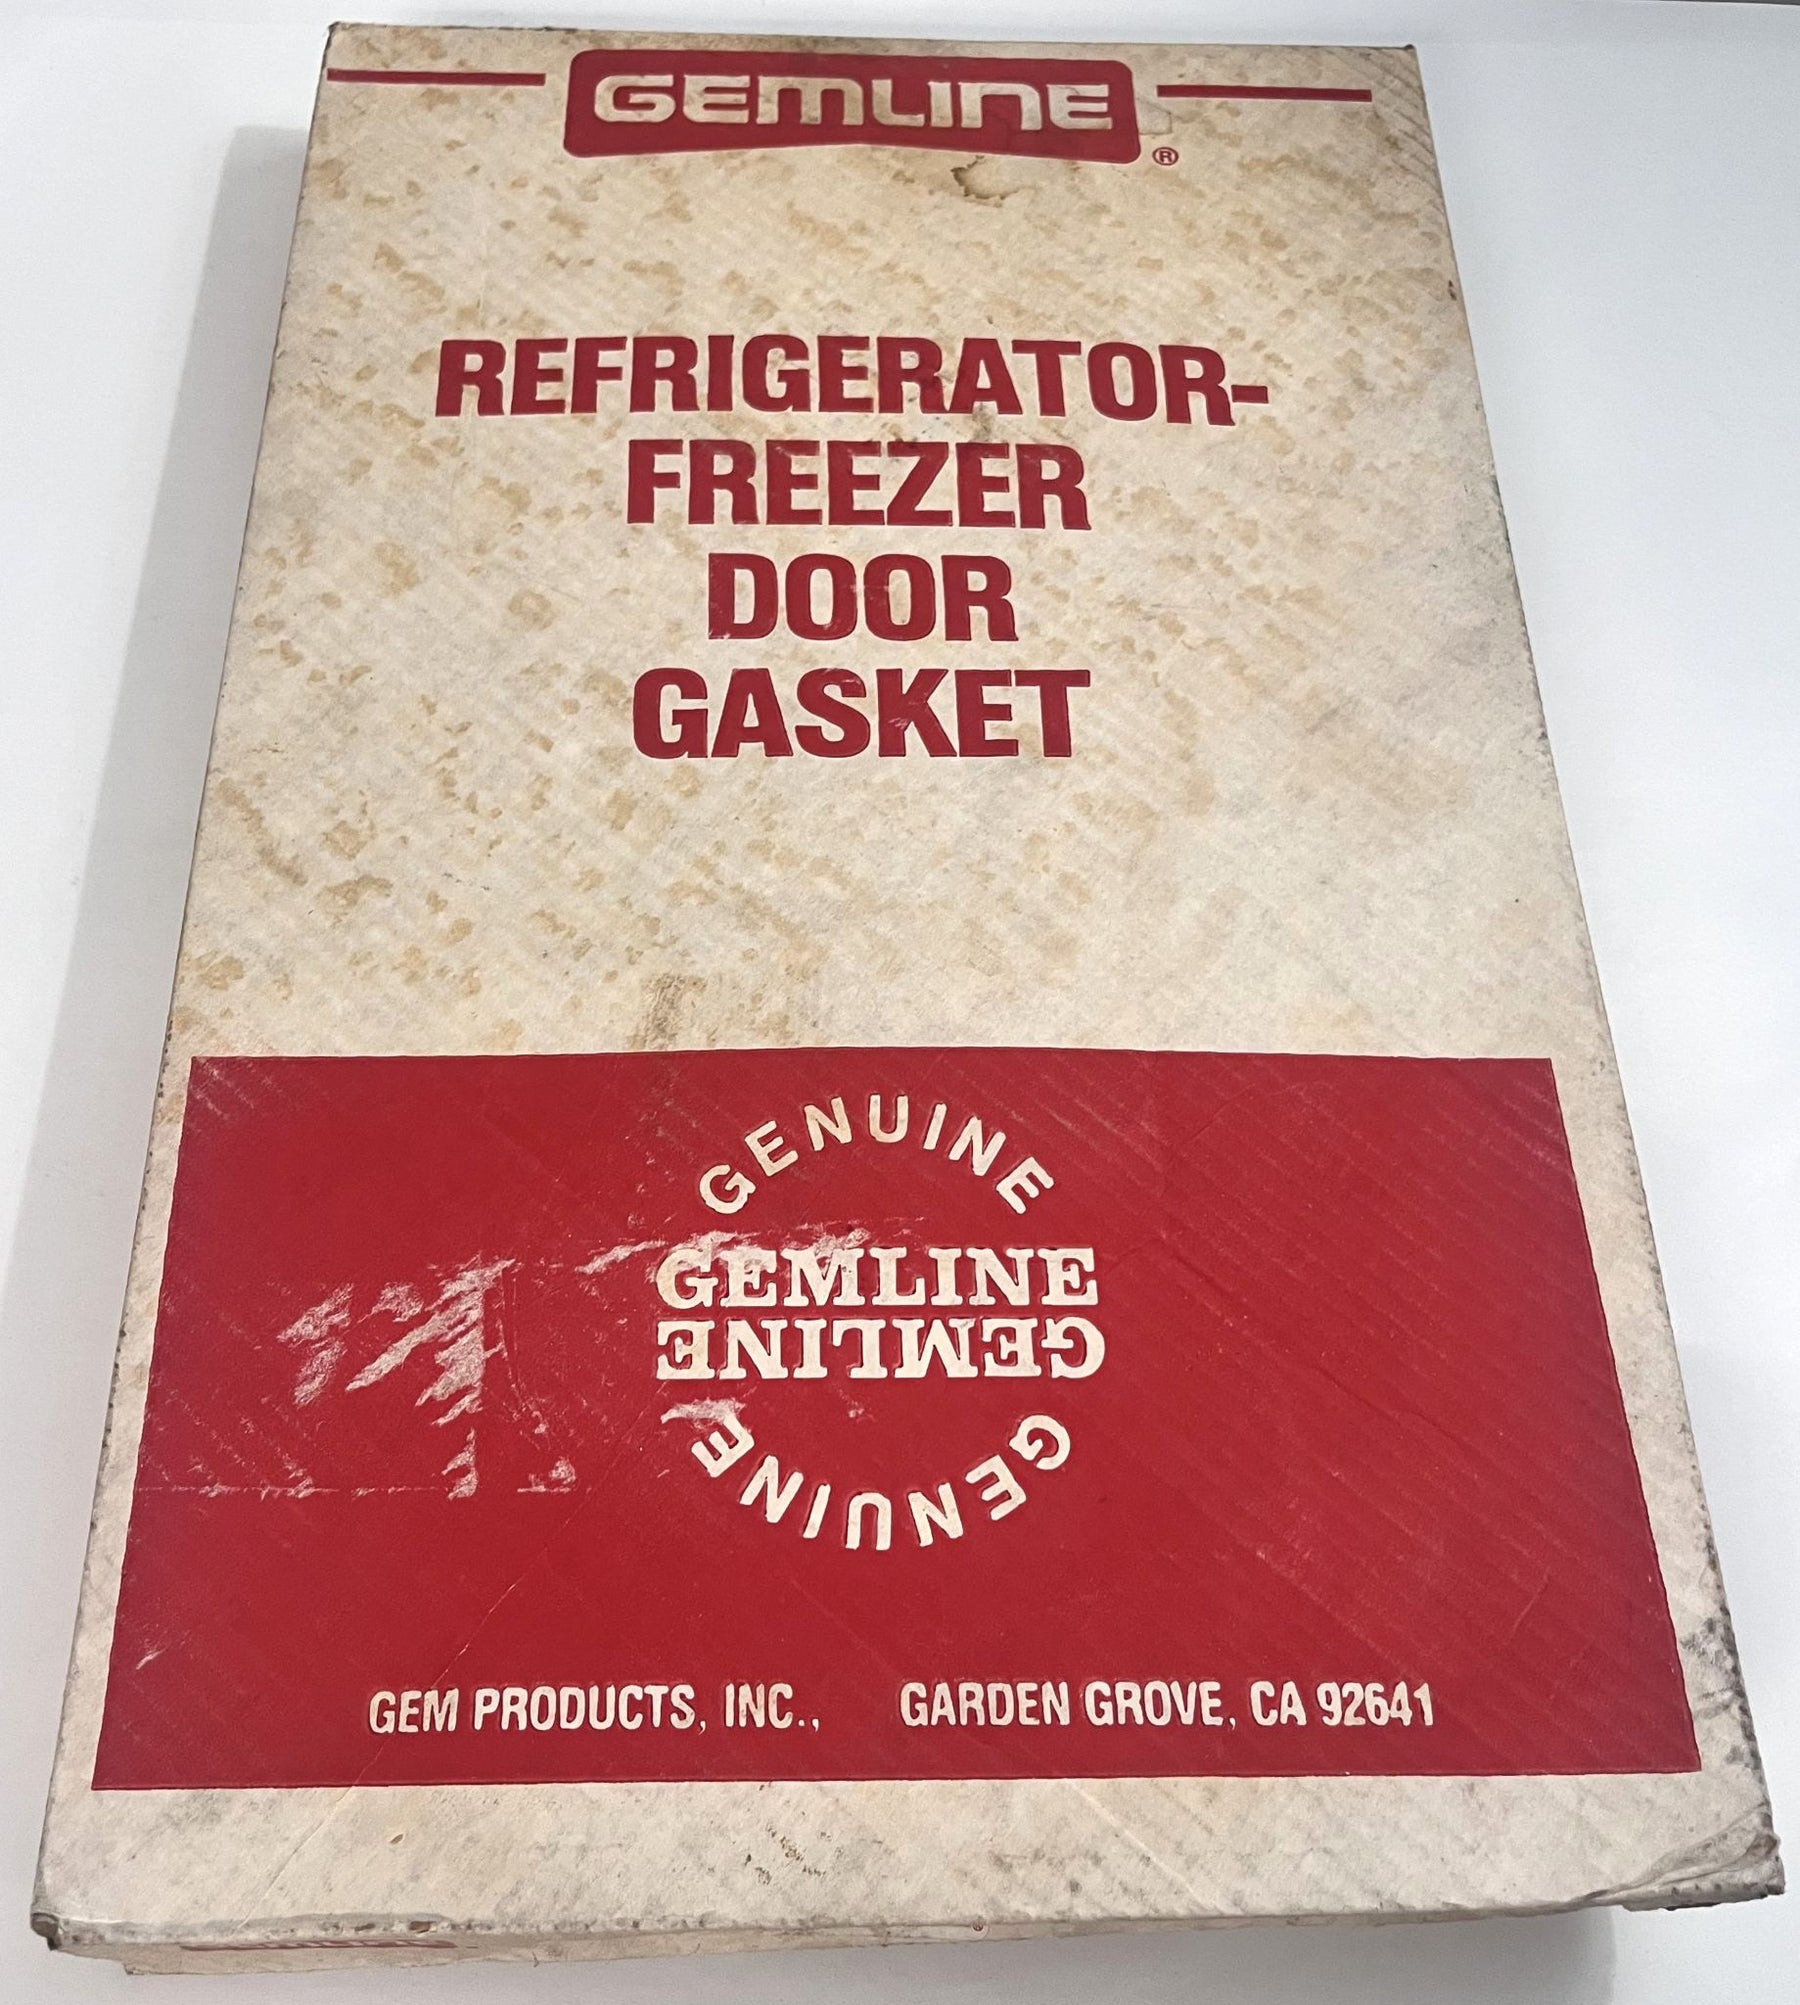 GEMLINE
®
REFRIGERATOR-
FREEZER
DOOR
GASKET
GENUINE
GEMLINE
GEMLINE
GENUINE
GEM PRODUCTS, INC., GARDEN GROVE, CA 92641